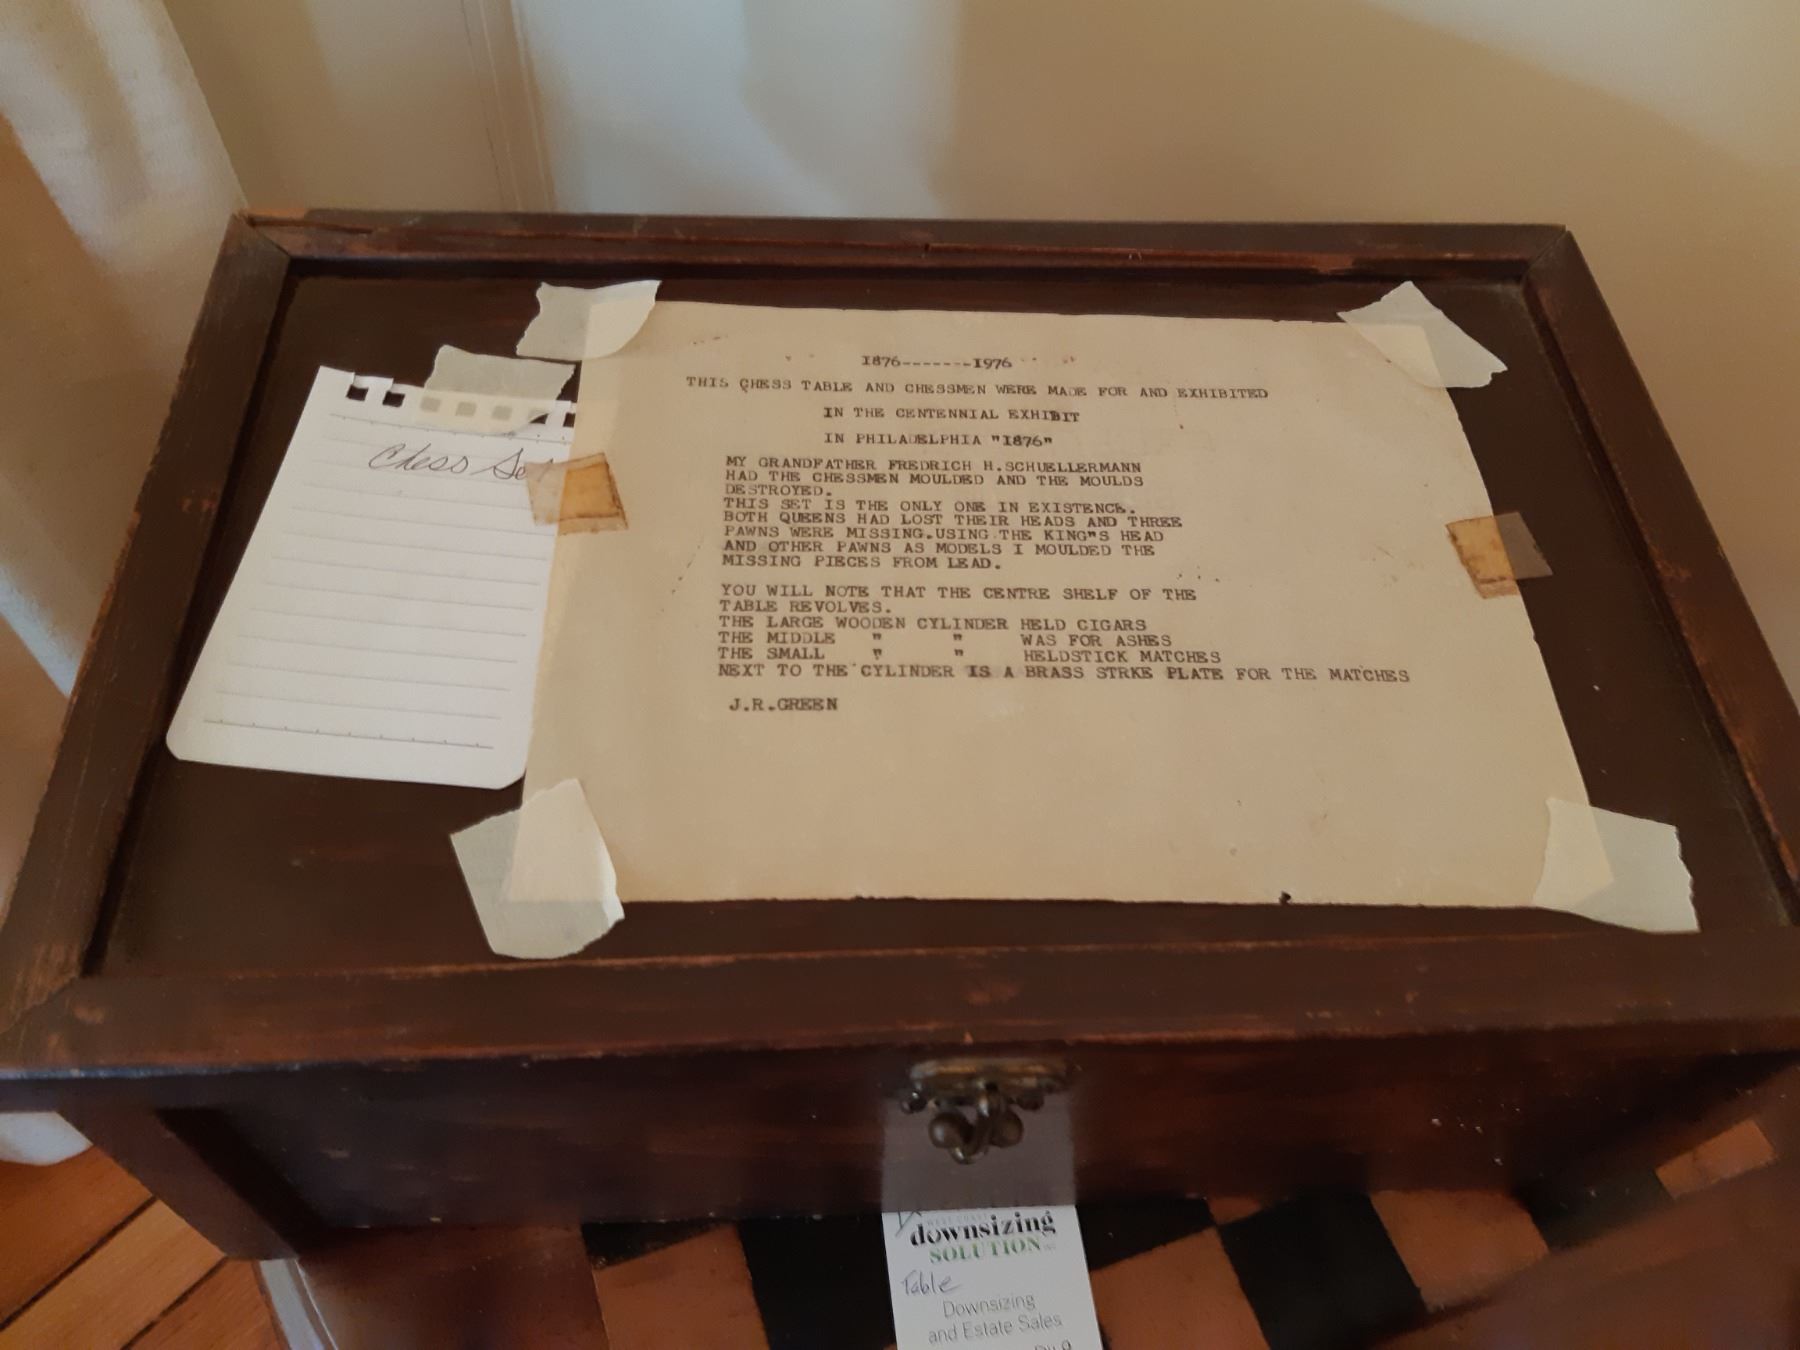 Chess Set
1876-------1976
THIS CHESS TABLE AND CHESSMEN WERE MADE FOR AND EXHIBITED
IN THE CENTENNIAL EXHIBIT
IN PHILADELPHIA "1876"
MY GRANDFATHER FREDRICH H.SCHUELLERMANN
HAD THE CHESSMEN MOULDED AND THE MOULDS
DESTROYED.
THIS SET IS THE ONLY ONE IN EXISTENCE.
BOTH QUEENS HAD LOST THEIR HEADS AND THREE
PAWNS WERE MISSING.USING THE KING"S HEAD
AND OTHER PAWNS AS MODELS I MOULDED THE
MISSING PIECES FROM LEAD.
YOU WILL NOTE THAT THE CENTRE SHELF OF THE
TABLE REVOLVES.
THE LARGE WOODEN CYLINDER HELD CIGARS
THE MIDDLE " " WAS FOR ASHES
THE SMALL " " HELDSTICK MATCHES
NEXT TO THE CYLINDER IS A BRASS STRKE PLATE FOR THE MATCHES
J.R.GREEN
WEST COAST
downsizing
SOLUTION
Table
Downsizing
and Estate Sales